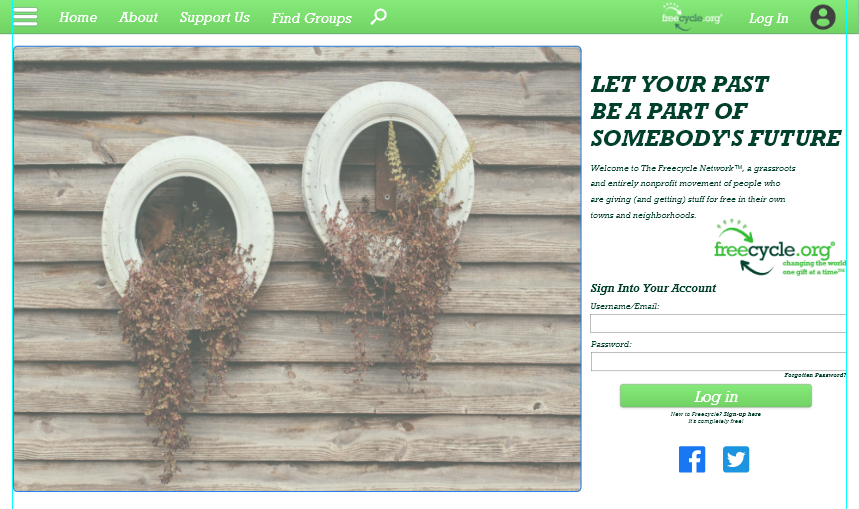 Home About Support Us Find Groups freecycle.org® Log In
LET YOUR PAST
BE A PART OF
SOMEBODY'S FUTURE
Welcome to The Freecycle Network™, a grassroots
and entirely nonprofit movement of people who
are giving (and getting) stuff for free in their own
towns and neighborhoods.
freecycle.org®
changing the world
one gift at a time™
Sign Into Your Account
Username/Email:
Password:
Forgotten Password?
Log in
New to Freecycle? Sign-up here
It's completely free!